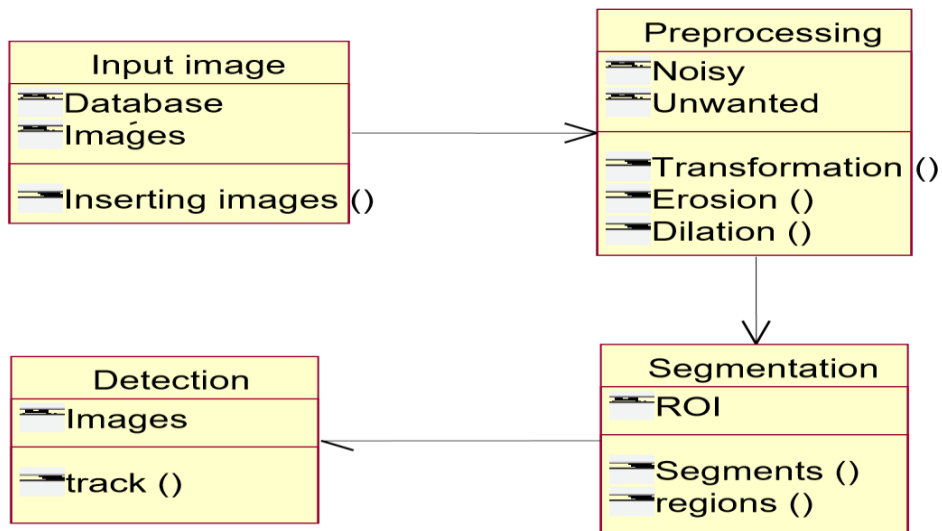 Input image
Database
Images
Inserting images ()
Preprocessing
Noisy
Unwanted
Transformation ()
Erosion ()
Dilation ()
Segmentation
ROI
Segments ()
regions ()
Detection
Images
track ()